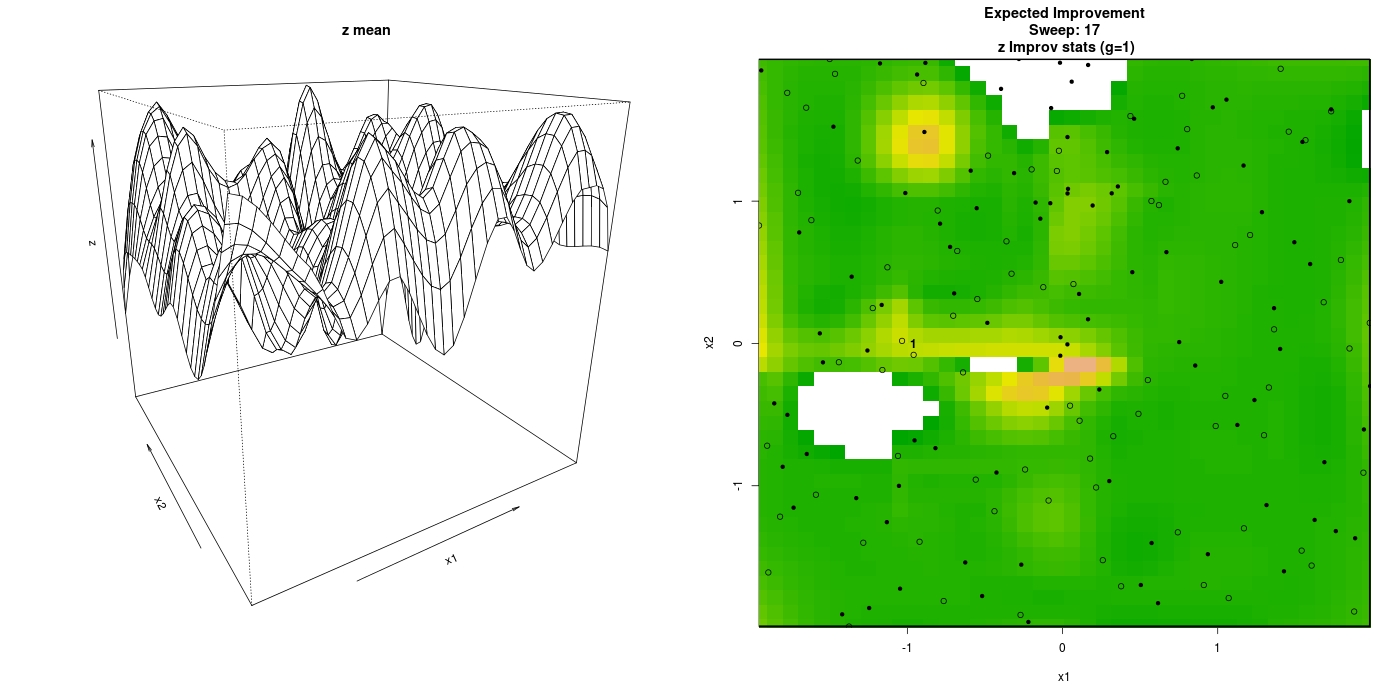 z mean
z
x2
x1
Expected Improvement
Sweep: 17
z Improv stats (g=1)
x2
1
0
-1
1
-1
0
1
x1